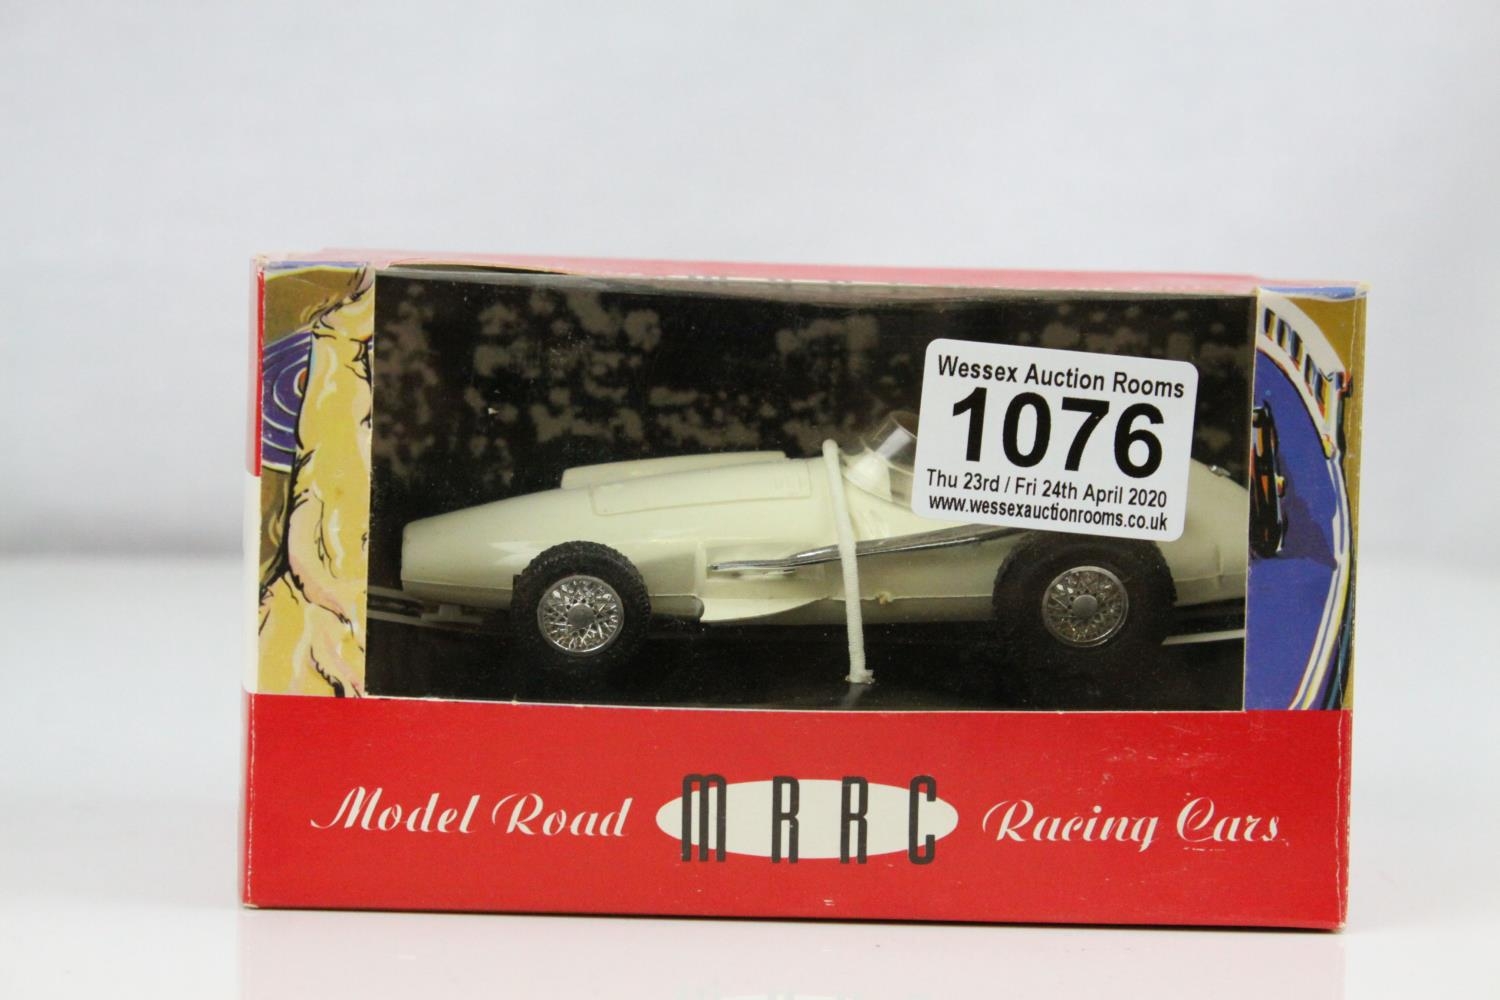 Wessex Auction Rooms
1076
Thu 23rd / Fri 24th April 2020
www.wessexauctionrooms.co.uk
Model Road MRRC Racing Cars